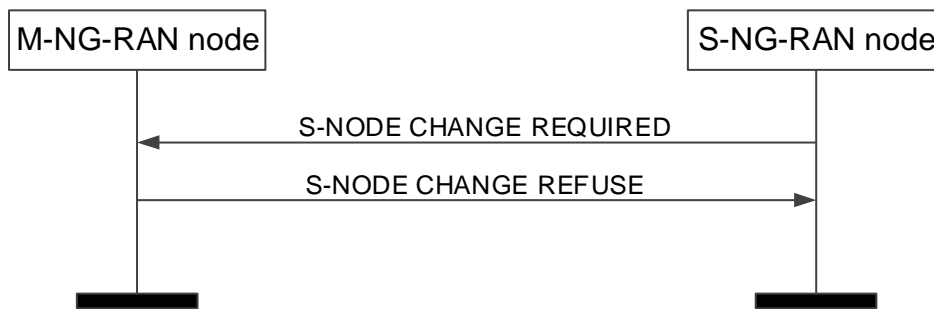 M-NG-RAN node
S-NG-RAN node
S-NODE CHANGE REQUIRED
S-NODE CHANGE REFUSE